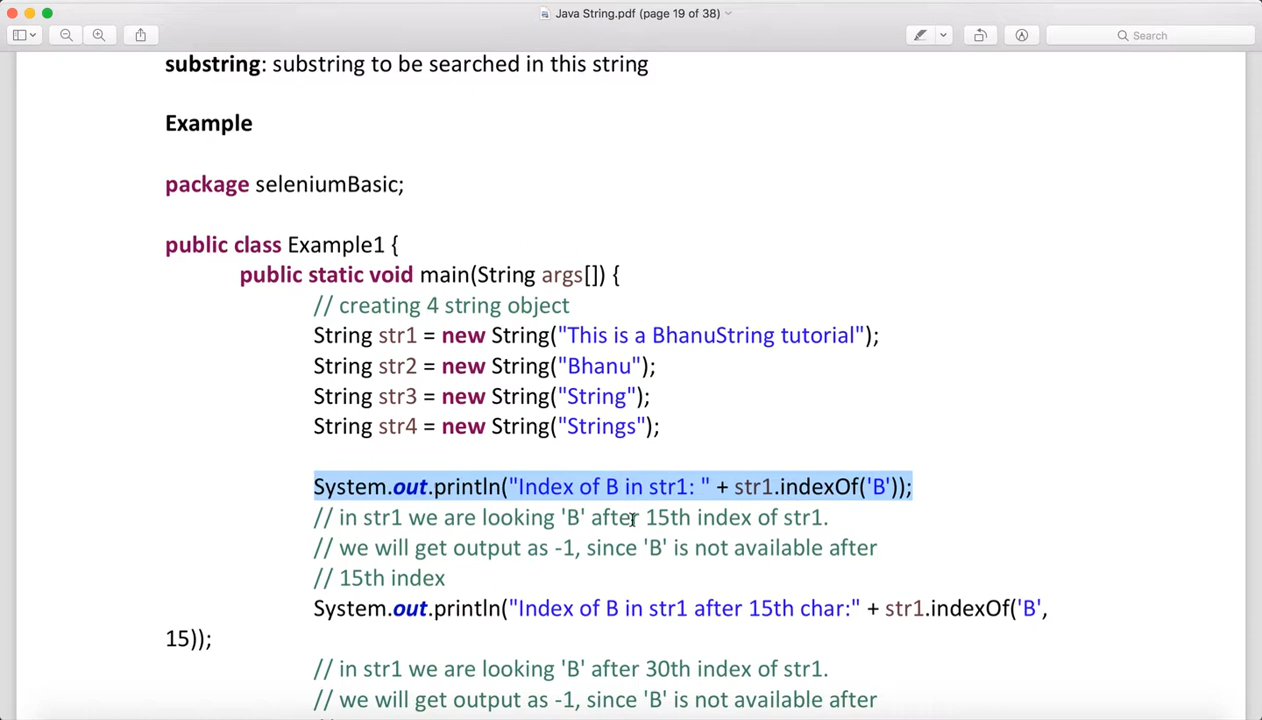 Java String.pdf (page 19 of 38)
Search
substring: substring to be searched in this string
Example
package seleniumBasic;
public class Example1 {
public static void main(String args[]) {
// creating 4 string object
String str1 = new String("This is a BhanuString tutorial");
String str2 = new String("Bhanu");
String str3 = new String("String");
String str4 = new String("Strings");
System.out.println("Index of B in str1: " + str1.indexOf('B'));
// in str1 we are looking 'B' after 15th index of str1.
// we will get output as -1, since 'B' is not available after
// 15th index
System.out.println("Index of B in str1 after 15th char:" + str1.indexOf('B',
15));
// in str1 we are looking 'B' after 30th index of str1.
// we will get output as -1, since 'B' is not available after